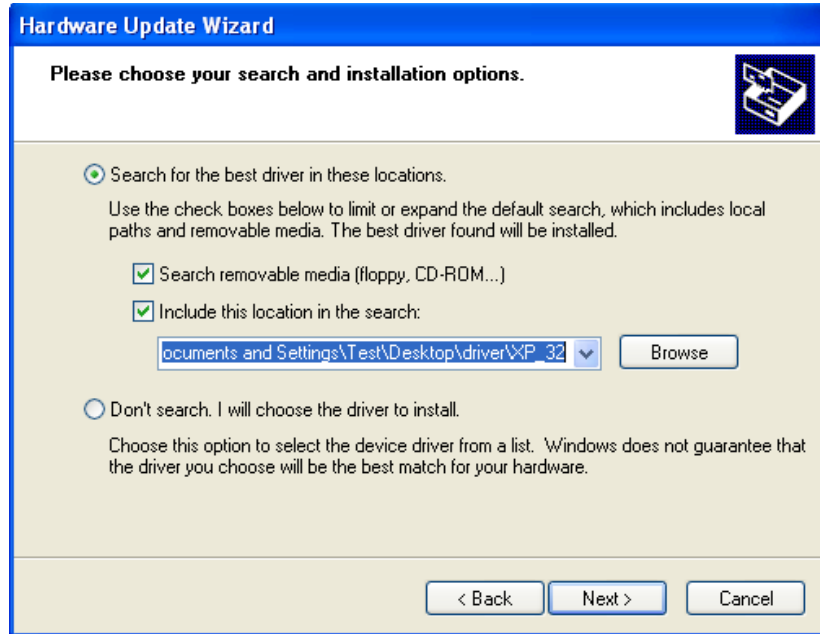 Hardware Update Wizard
Please choose your search and installation options.
Search for the best driver in these locations.
Use the check boxes below to limit or expand the default search, which includes local
paths and removable media. The best driver found will be installed.
Search removable media (floppy, CD-ROM...)
Include this location in the search:
ocuments and Settings\Test\Desktop\driver\XP_32
Browse
Don't search. I will choose the driver to install.
Choose this option to select the device driver from a list. Windows does not guarantee that
the driver you choose will be the best match for your hardware.
< Back Next > Cancel